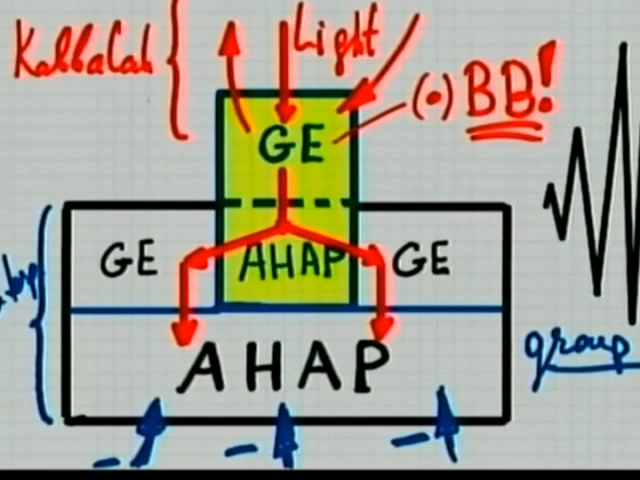 Kabbalah
Light
(•) BB!
GE
GE
AHAP
GE
AHAP
group